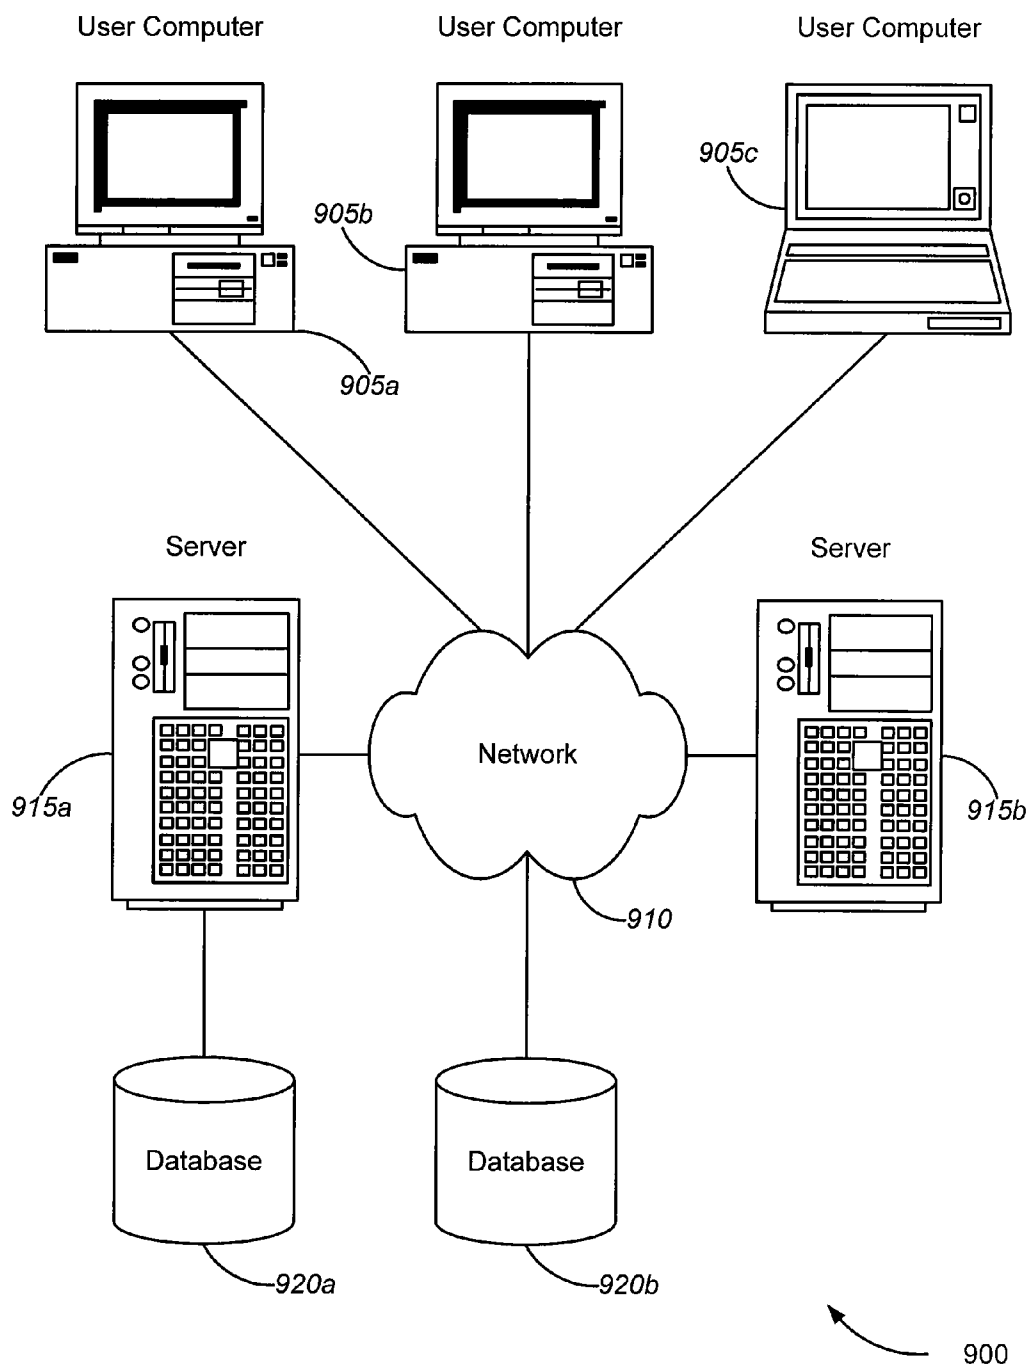 User Computer
User Computer
User Computer
905c
905b
905a
Server
Server
Network
915a
915b
910
Database
Database
920a
920b
900